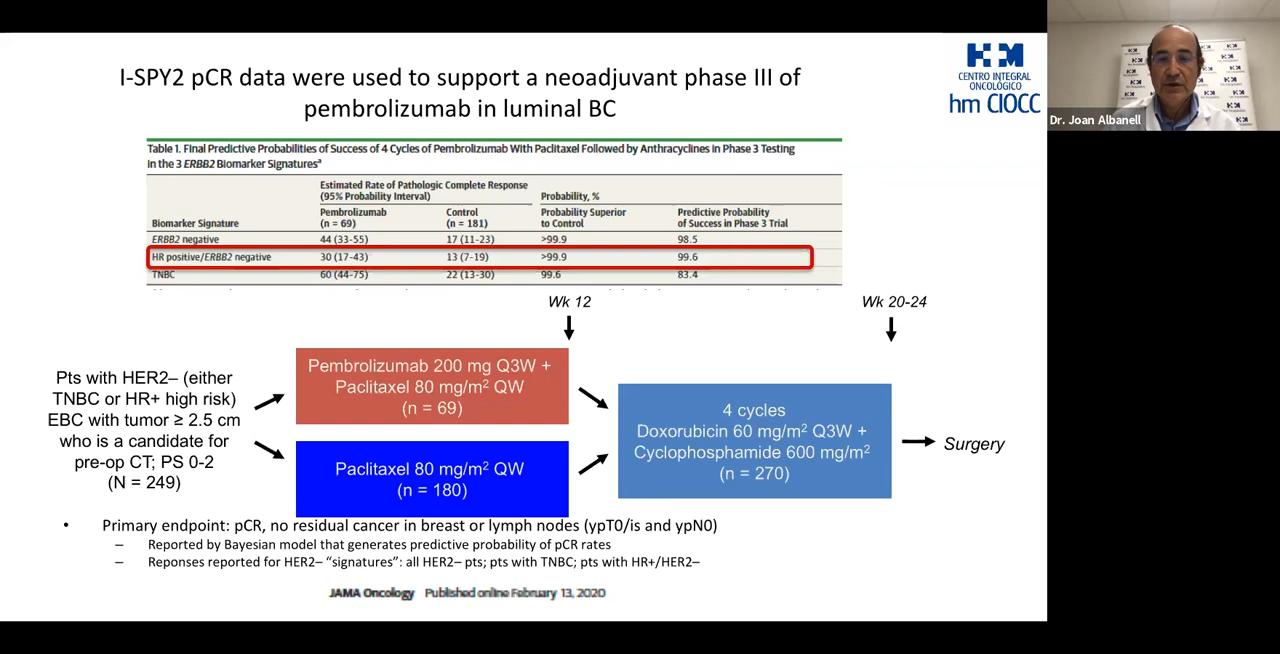 I-SPY2 pCR data were used to support a neoadjuvant phase III of
pembrolizumab in luminal BC
HM
CENTRO INTEGRAL
ONCOLÓGICO
hm CIOCC
Dr. Joan Albanell
Table 1. Final Predictive Probabilities of Success of 4 Cycles of Pembrolizumab With Paclitaxel Followed by Anthracyclines in Phase 3 Testing
in the 3 ERBB2 Biomarker Signaturesª
Estimated Rate of Pathologic Complete Response
(95% Probability Interval) Probability, %
Biomarker Signature Pembrolizumab (n = 69) Control (n = 181) Probability Superior to Control Predictive Probability of Success in Phase 3 Trial
ERBB2 negative 44 (33-55) 17 (11-23) >99.9 98.5
HR positive/ERBB2 negative 30 (17-43) 13 (7-19) >99.9 99.6
TNBC 60 (44-75) 22 (13-30) 99.6 83.4
Wk 12
Wk 20-24
Pts with HER2– (either
TNBC or HR+ high risk)
EBC with tumor ≥ 2.5 cm
who is a candidate for
pre-op CT; PS 0-2
(N = 249)
Pembrolizumab 200 mg Q3W +
Paclitaxel 80 mg/m² QW
(n = 69)
Paclitaxel 80 mg/m² QW
(n = 180)
4 cycles
Doxorubicin 60 mg/m² Q3W +
Cyclophosphamide 600 mg/m²
(n = 270)
Surgery
• Primary endpoint: pCR, no residual cancer in breast or lymph nodes (ypT0/is and ypN0)
– Reported by Bayesian model that generates predictive probability of pCR rates
– Reponses reported for HER2– “signatures”: all HER2– pts; pts with TNBC; pts with HR+/HER2–
JAMA Oncology Published online February 13, 2020